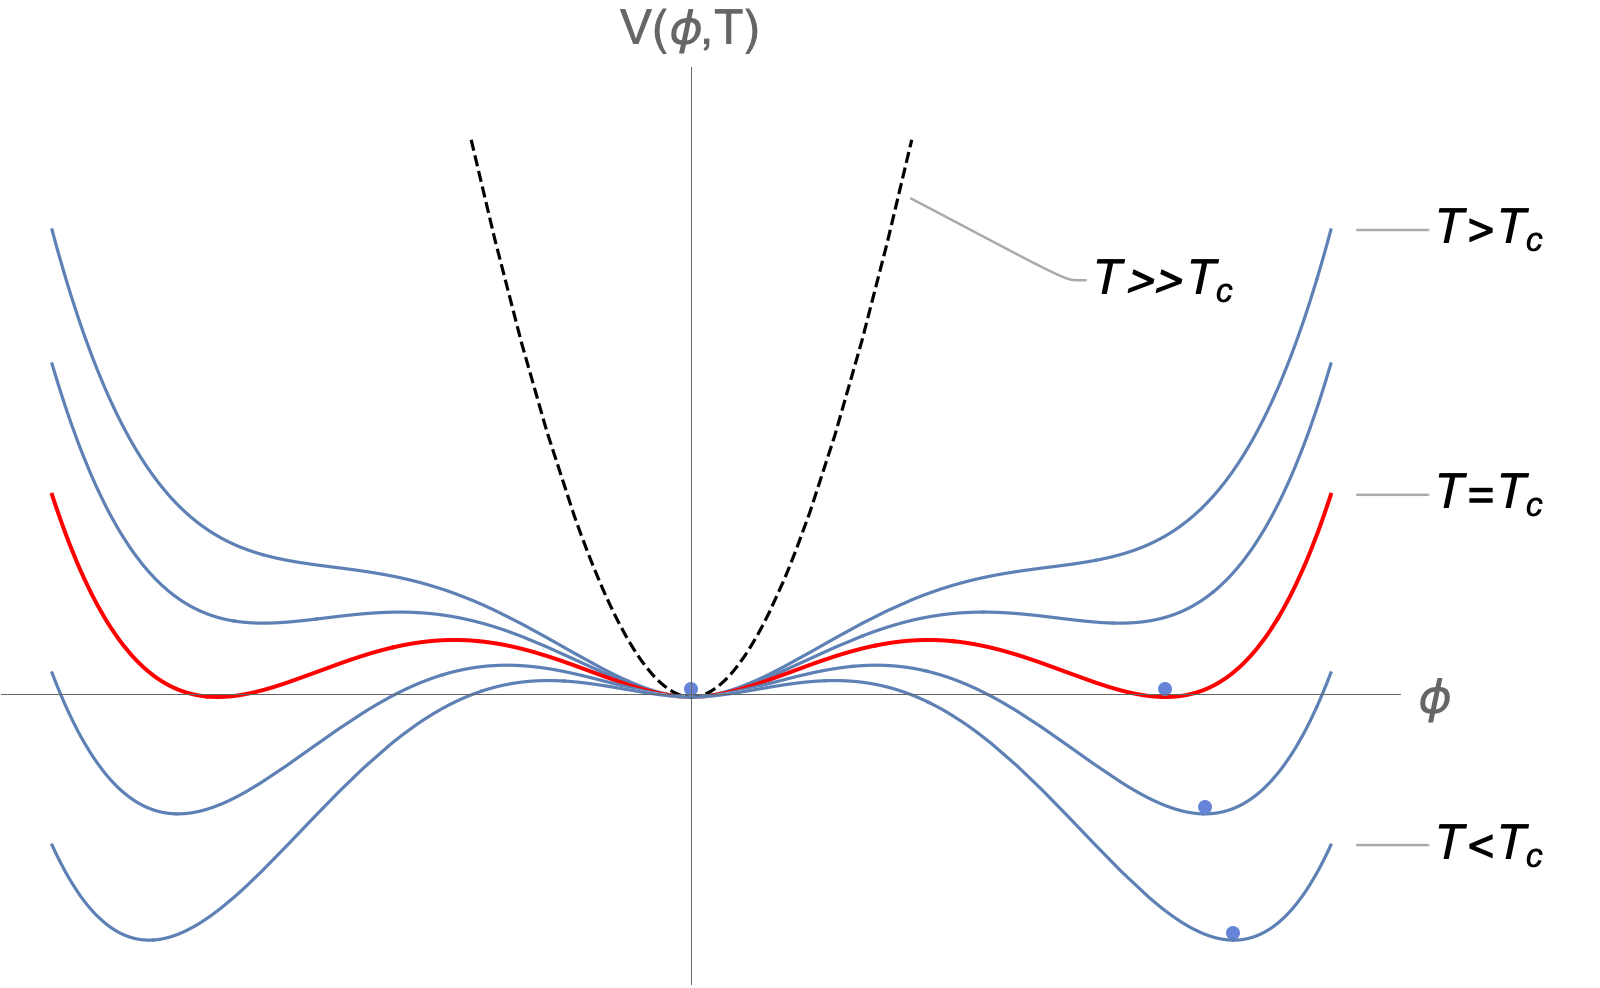 V(ϕ,T)
T>Tc
T>>Tc
T=Tc
ϕ
T<Tc